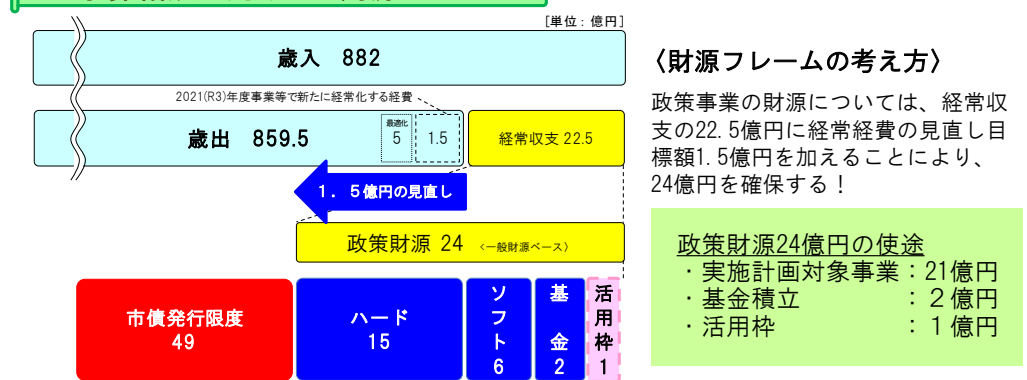 [単位：億円]
歳入 882
2021(R3)年度事業等で新たに経常化する経費
歳出 859.5
最適化
5
1.5
経常収支 22.5
１．５億円の見直し
政策財源 24 〈一般財源ベース〉
市債発行限度
49
ハード
15
ソフト
6
基金
2
活用枠
1
〈財源フレームの考え方〉
政策事業の財源については、経常収
支の22.5億円に経常経費の見直し目
標額1.5億円を加えることにより、
24億円を確保する！
政策財源24億円の使途
・実施計画対象事業：21億円
・基金積立　　　　：２億円
・活用枠　　　　　：１億円